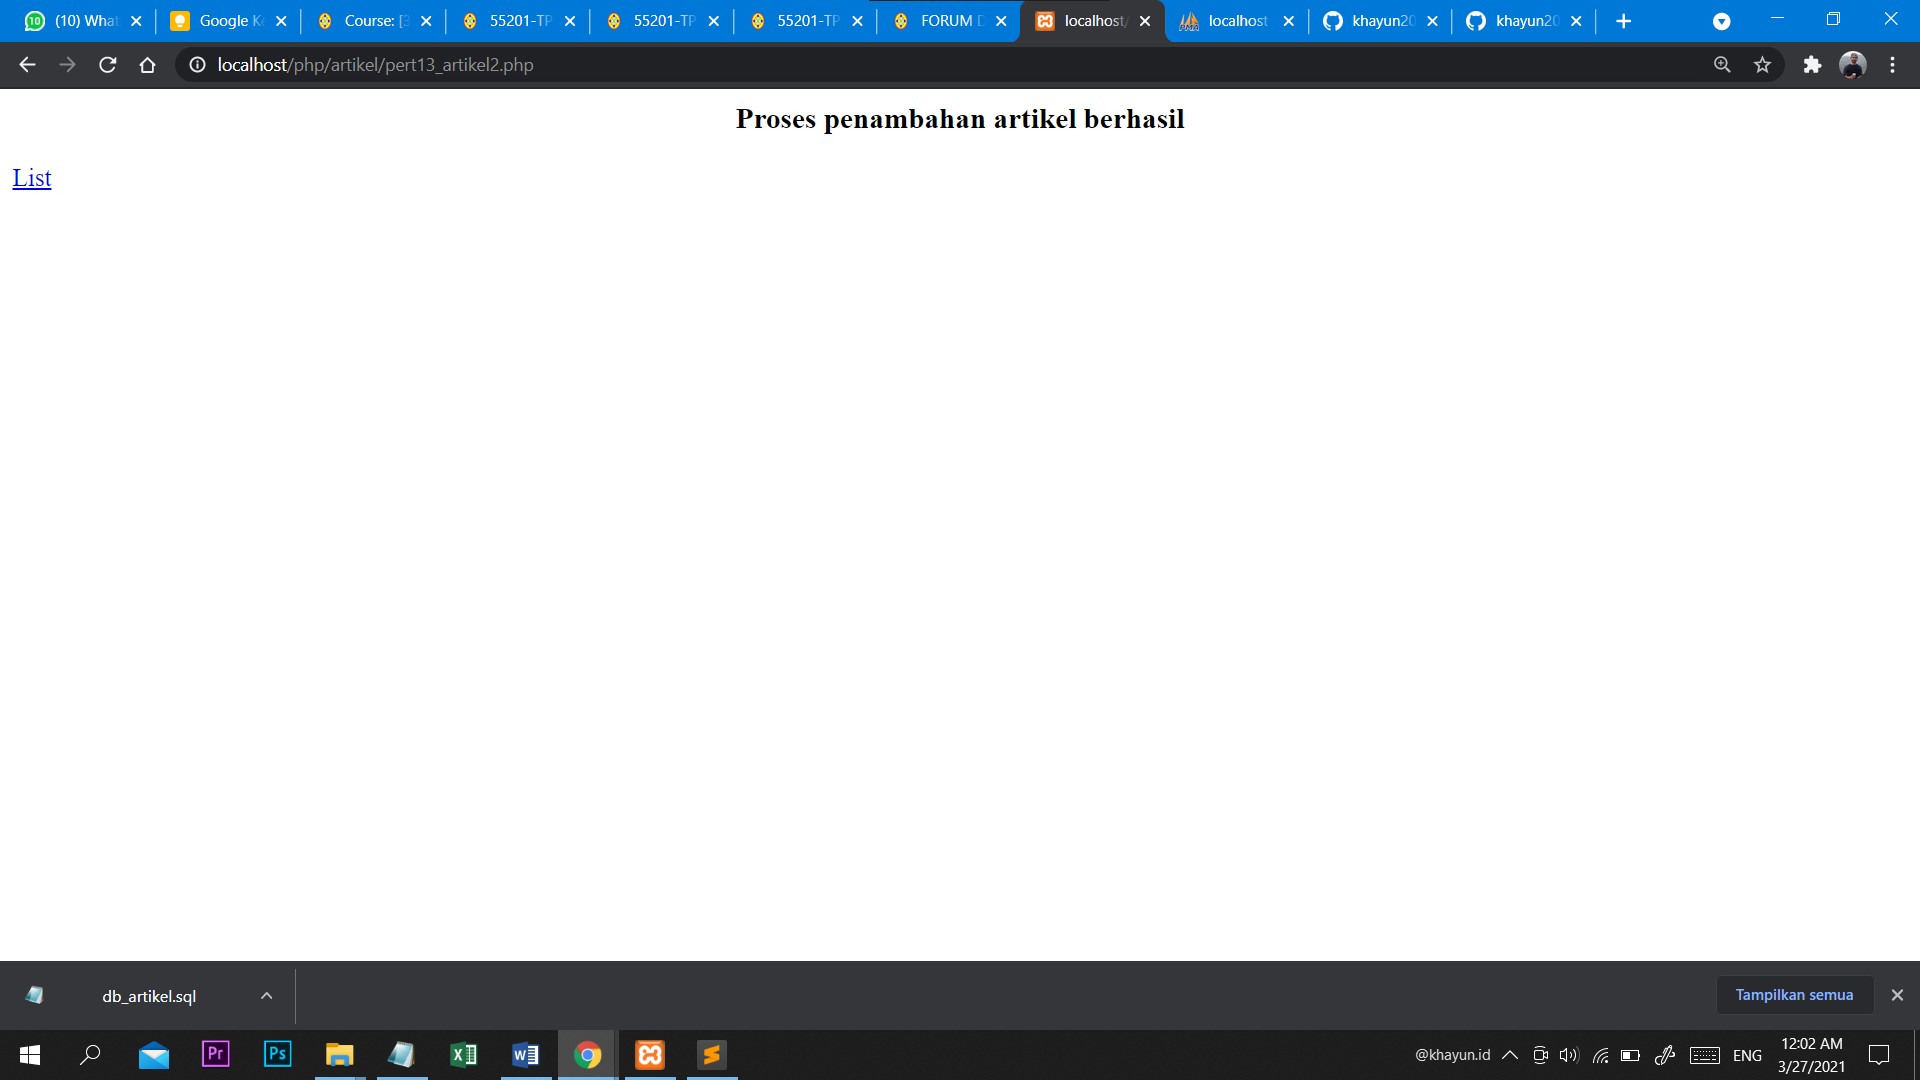 (10) What
Google Ke
Course: [3
55201-TP
55201-TP
55201-TP
FORUM D
localhost/
localhost
khayun20
khayun20
localhost/php/artikel/pert13_artikel2.php
Proses penambahan artikel berhasil
List
db_artikel.sql
Tampilkan semua
@khayun.id
ENG
12:02 AM
3/27/2021